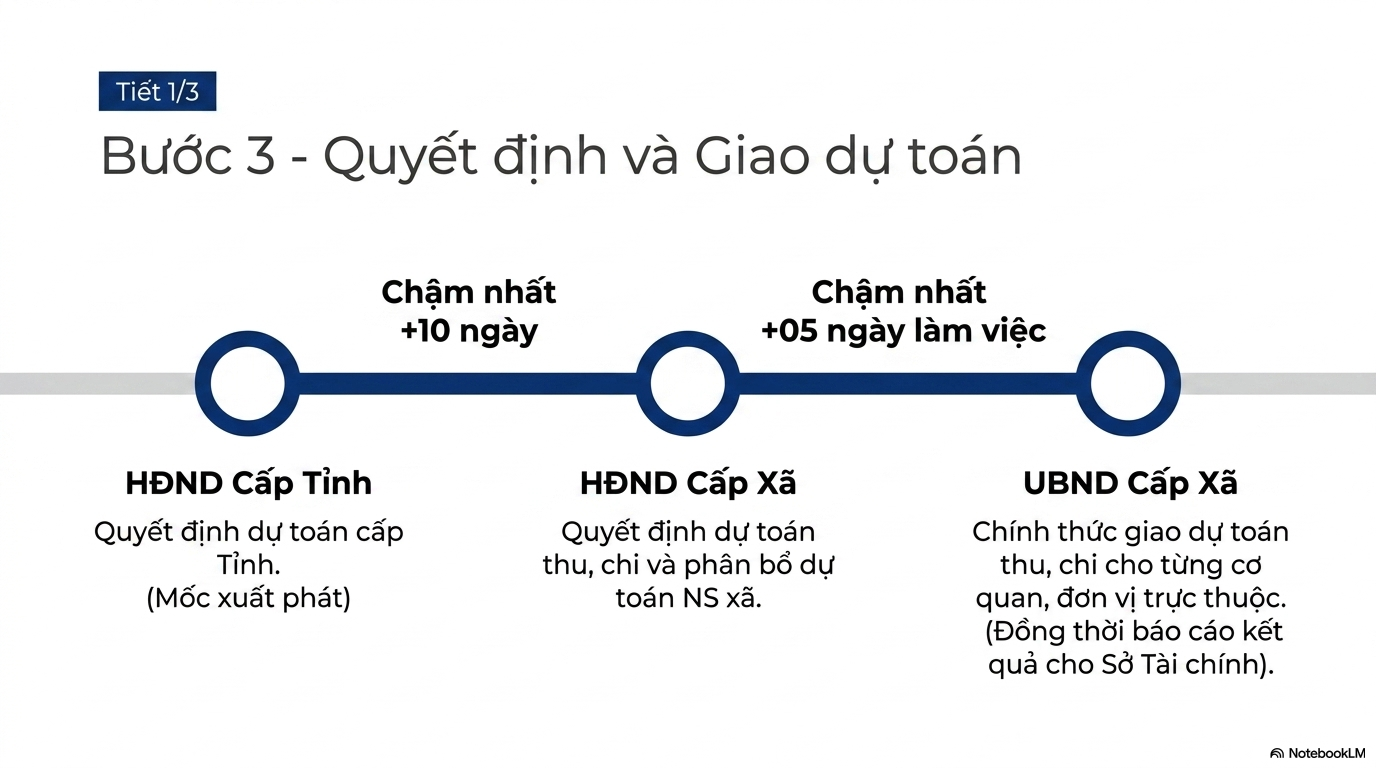 Tiết 1/3
Bước 3 - Quyết định và Giao dự toán
Chậm nhất
+10 ngày
Chậm nhất
+05 ngày làm việc
HĐND Cấp Tỉnh
Quyết định dự toán cấp
Tỉnh.
(Mốc xuất phát)
HĐND Cấp Xã
Quyết định dự toán
thu, chi và phân bổ dự
toán NS xã.
UBND Cấp Xã
Chính thức giao dự toán
thu, chi cho từng cơ
quan, đơn vị trực thuộc.
(Đồng thời báo cáo kết
quả cho Sở Tài chính).
NotebookLM